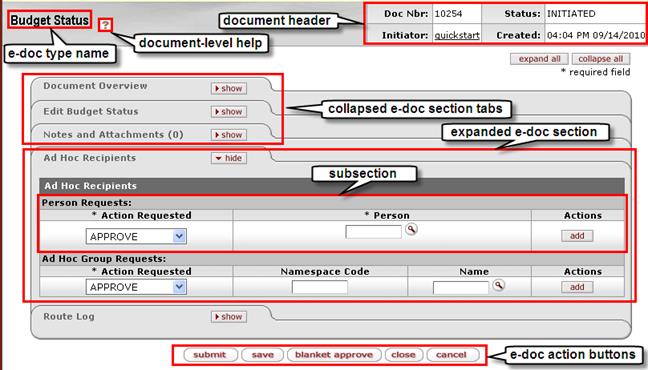 Budget Status
?
document header
Doc Nbr: 10254 Status: INITIATED
Initiator: quickstart Created: 04:04 PM 09/14/2010
e-doc type name
document-level help
expand all collapse all
* required field
Document Overview show
Edit Budget Status show
collapsed e-doc section tabs
Notes and Attachments (0) show
expanded e-doc section
Ad Hoc Recipients hide
subsection
Ad Hoc Recipients
Person Requests:
* Action Requested * Person Actions
APPROVE add
Ad Hoc Group Requests:
* Action Requested Namespace Code Name Actions
APPROVE add
Route Log show
submit save blanket approve close cancel
e-doc action buttons